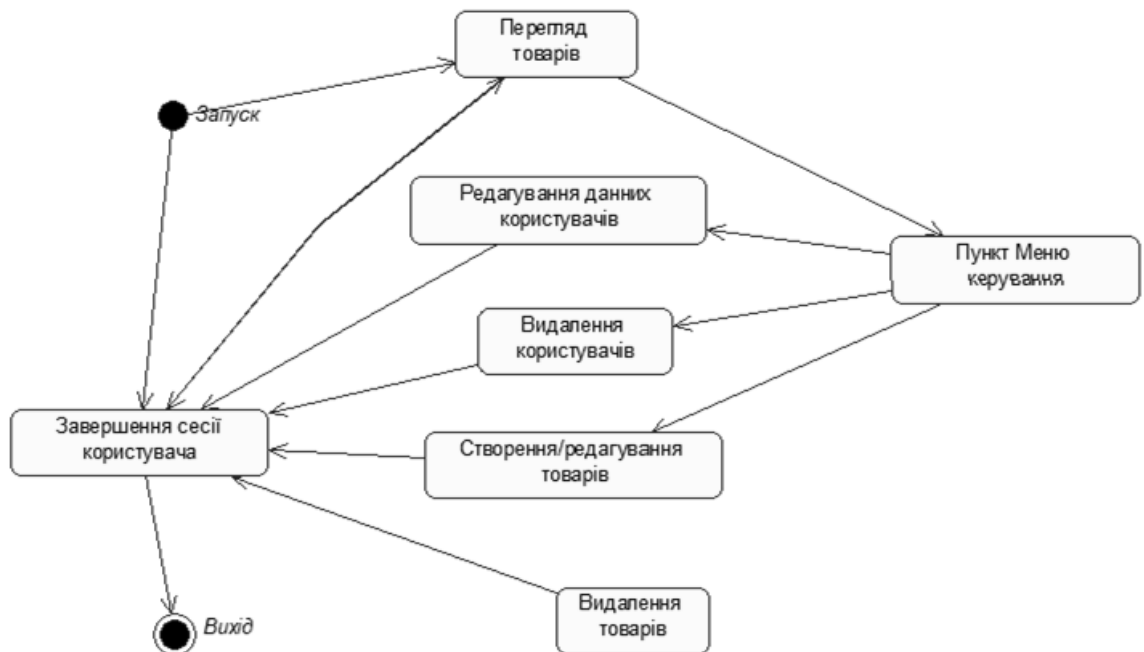 Перегляд
товарів
Запуск
Редагування данних
користувачів
Пункт Меню
керування
Видалення
користувачів
Завершення сесії
користувача
Створення/редагування
товарів
Видалення
товарів
Вихід